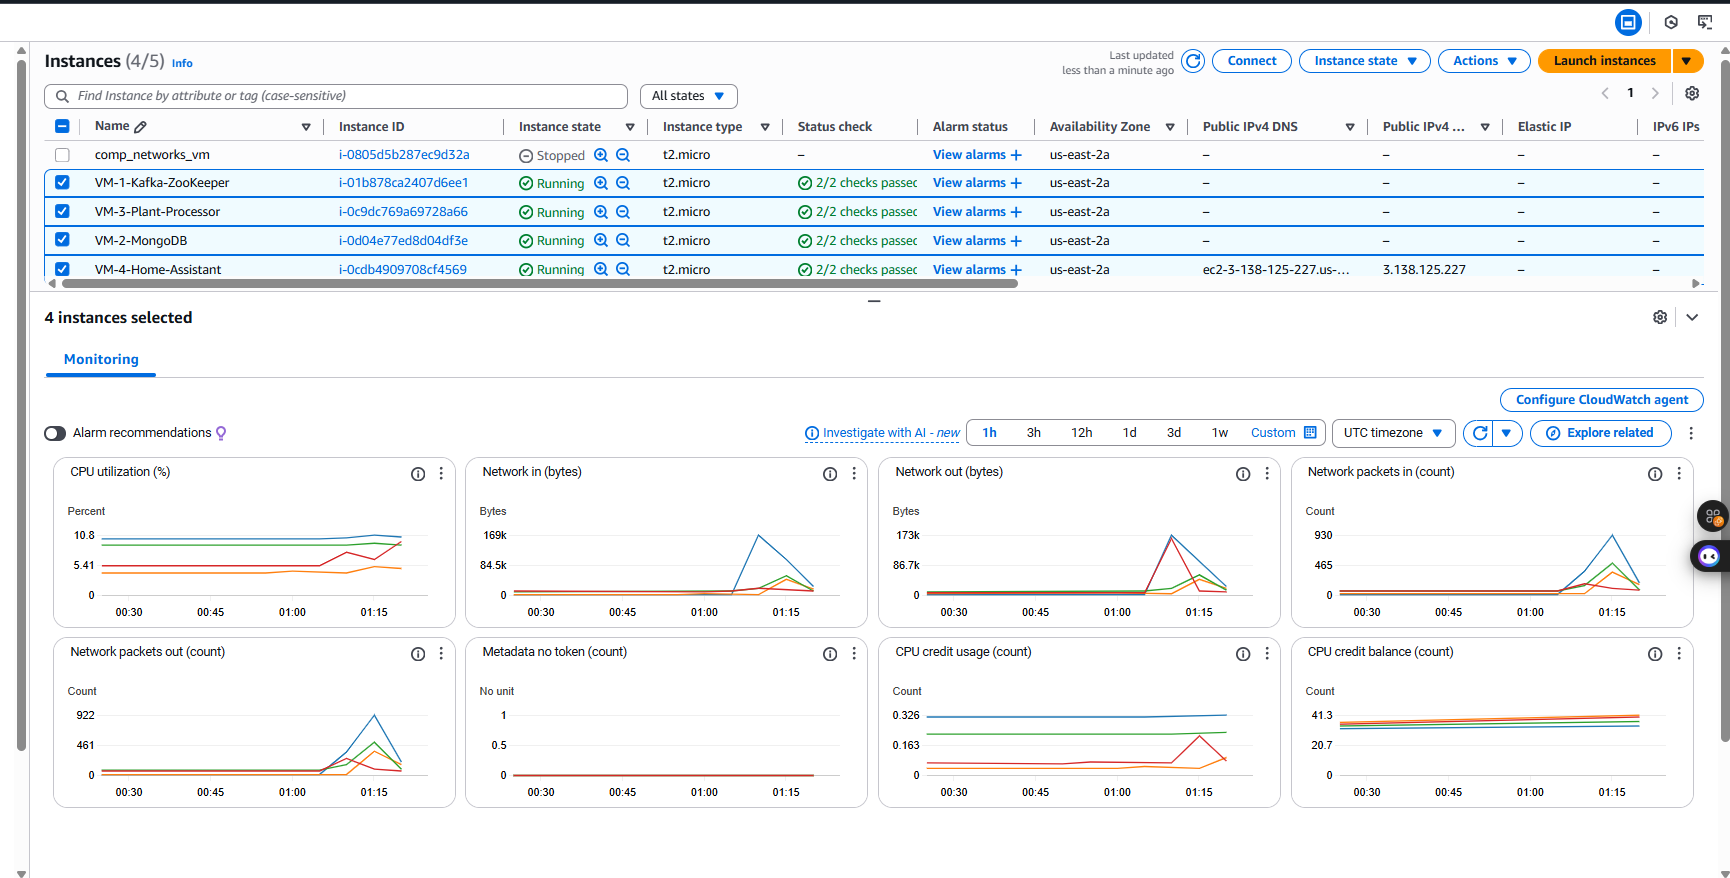 Instances (4/5) Info
Last updated
less than a minute ago
Connect
Instance state
Actions
Launch instances
Find Instance by attribute or tag (case-sensitive)
All states
1
Name Instance ID Instance state Instance type Status check Alarm status Availability Zone Public IPv4 DNS Public IPv4 ... Elastic IP IPv6 IPs
comp_networks_vm i-0805d5b287ec9d32a Stopped t2.micro – View alarms + us-east-2a – – – –
VM-1-Kafka-ZooKeeper i-01b878ca2407d6ee1 Running t2.micro 2/2 checks passec View alarms + us-east-2a – – – –
VM-3-Plant-Processor i-0c9dc769a69728a66 Running t2.micro 2/2 checks passec View alarms + us-east-2a – – – –
VM-2-MongoDB i-0d04e77ed8d04df3e Running t2.micro 2/2 checks passec View alarms + us-east-2a – – – –
VM-4-Home-Assistant i-0cdb4909708cf4569 Running t2.micro 2/2 checks passec View alarms + us-east-2a ec2-3-138-125-227.us-... 3.138.125.227 – –
4 instances selected
Monitoring
Configure CloudWatch agent
Alarm recommendations
Investigate with AI - new
1h 3h 12h 1d 3d 1w Custom
UTC timezone
Explore related
CPU utilization (%)
Percent
10.8
5.41
0
00:30 00:45 01:00 01:15
Network in (bytes)
Bytes
169k
84.5k
0
00:30 00:45 01:00 01:15
Network out (bytes)
Bytes
173k
86.7k
0
00:30 00:45 01:00 01:15
Network packets in (count)
Count
930
465
0
00:30 00:45 01:00 01:15
Network packets out (count)
Count
922
461
0
00:30 00:45 01:00 01:15
Metadata no token (count)
No unit
1
0.5
0
00:30 00:45 01:00 01:15
CPU credit usage (count)
Count
0.326
0.163
0
00:30 00:45 01:00 01:15
CPU credit balance (count)
Count
41.3
20.7
0
00:30 00:45 01:00 01:15